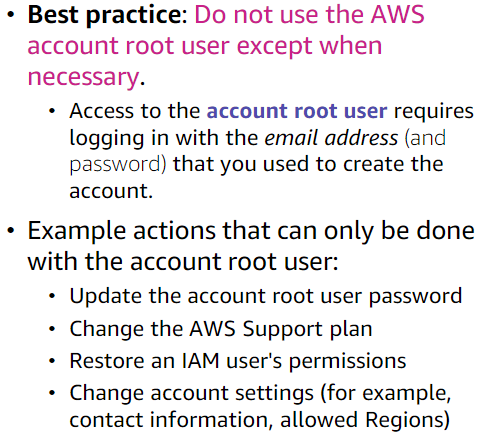 • Best practice: Do not use the AWS
account root user except when
necessary.
• Access to the account root user requires
logging in with the email address (and
password) that you used to create the
account.
• Example actions that can only be done
with the account root user:
• Update the account root user password
• Change the AWS Support plan
• Restore an IAM user's permissions
• Change account settings (for example,
contact information, allowed Regions)